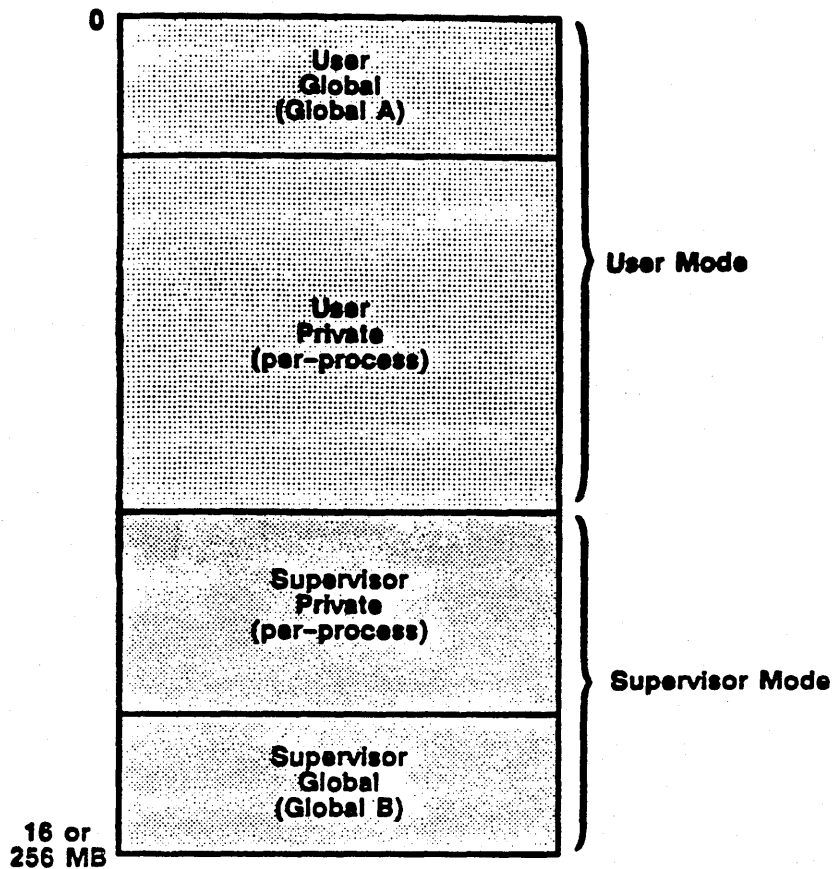 0
User
Global
(Global A)
User Mode
User
Private
(per-process)
Supervisor
Private
(per-process)
Supervisor Mode
Supervisor
Global
(Global B)
16 or
256 MB